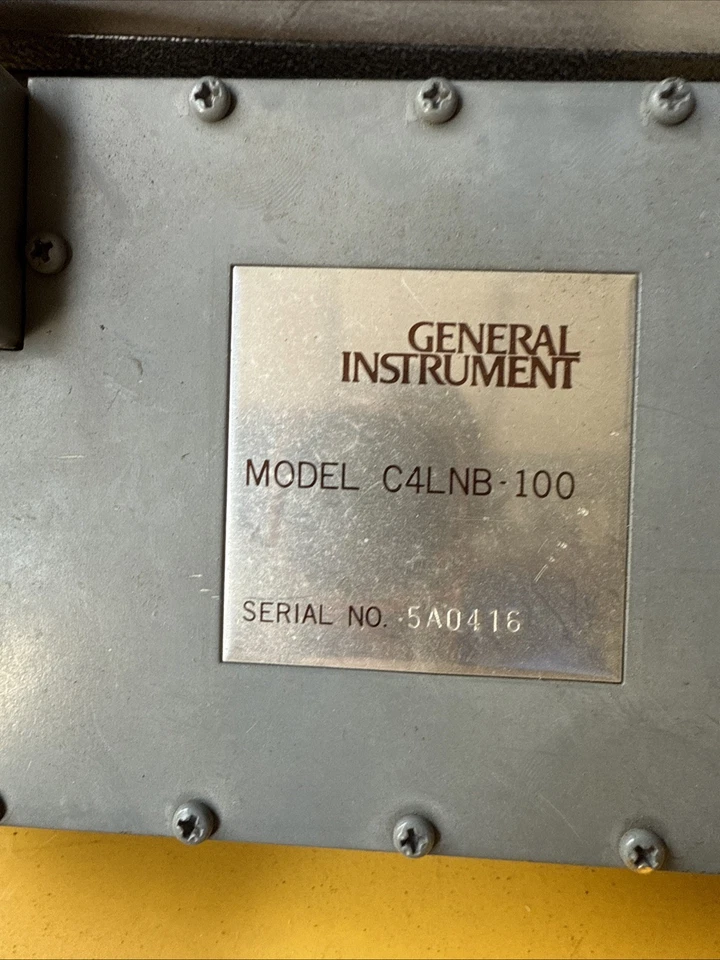 GENERAL
INSTRUMENT
MODEL C4LNB-100
SERIAL NO. 5A0416